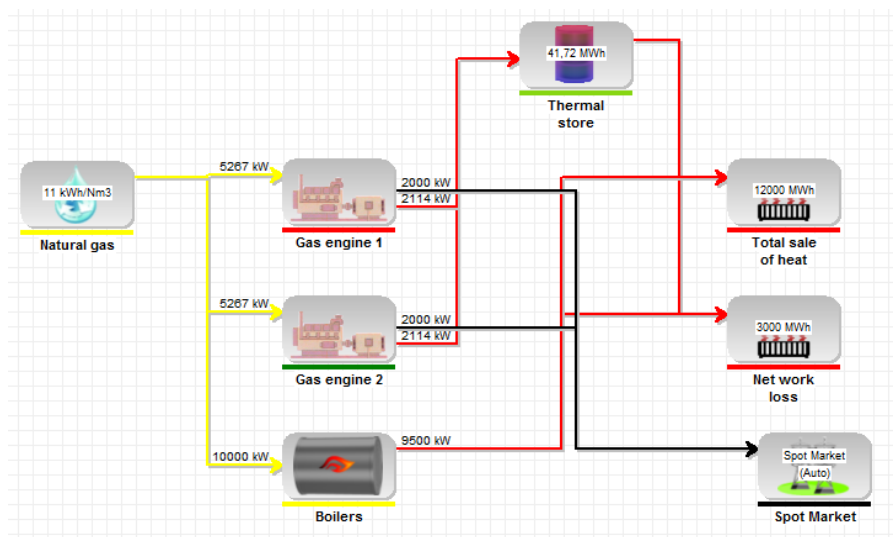 41,72 MWh
Thermal
store
5267 kW
11 kWh/Nm3
Natural gas
2000 kW
2114 kW
Gas engine 1
12000 MWh
Total sale
of heat
5267 kW
2000 kW
2114 kW
Gas engine 2
3000 MWh
Net work
loss
10000 kW
9500 kW
Boilers
Spot Market
(Auto)
Spot Market